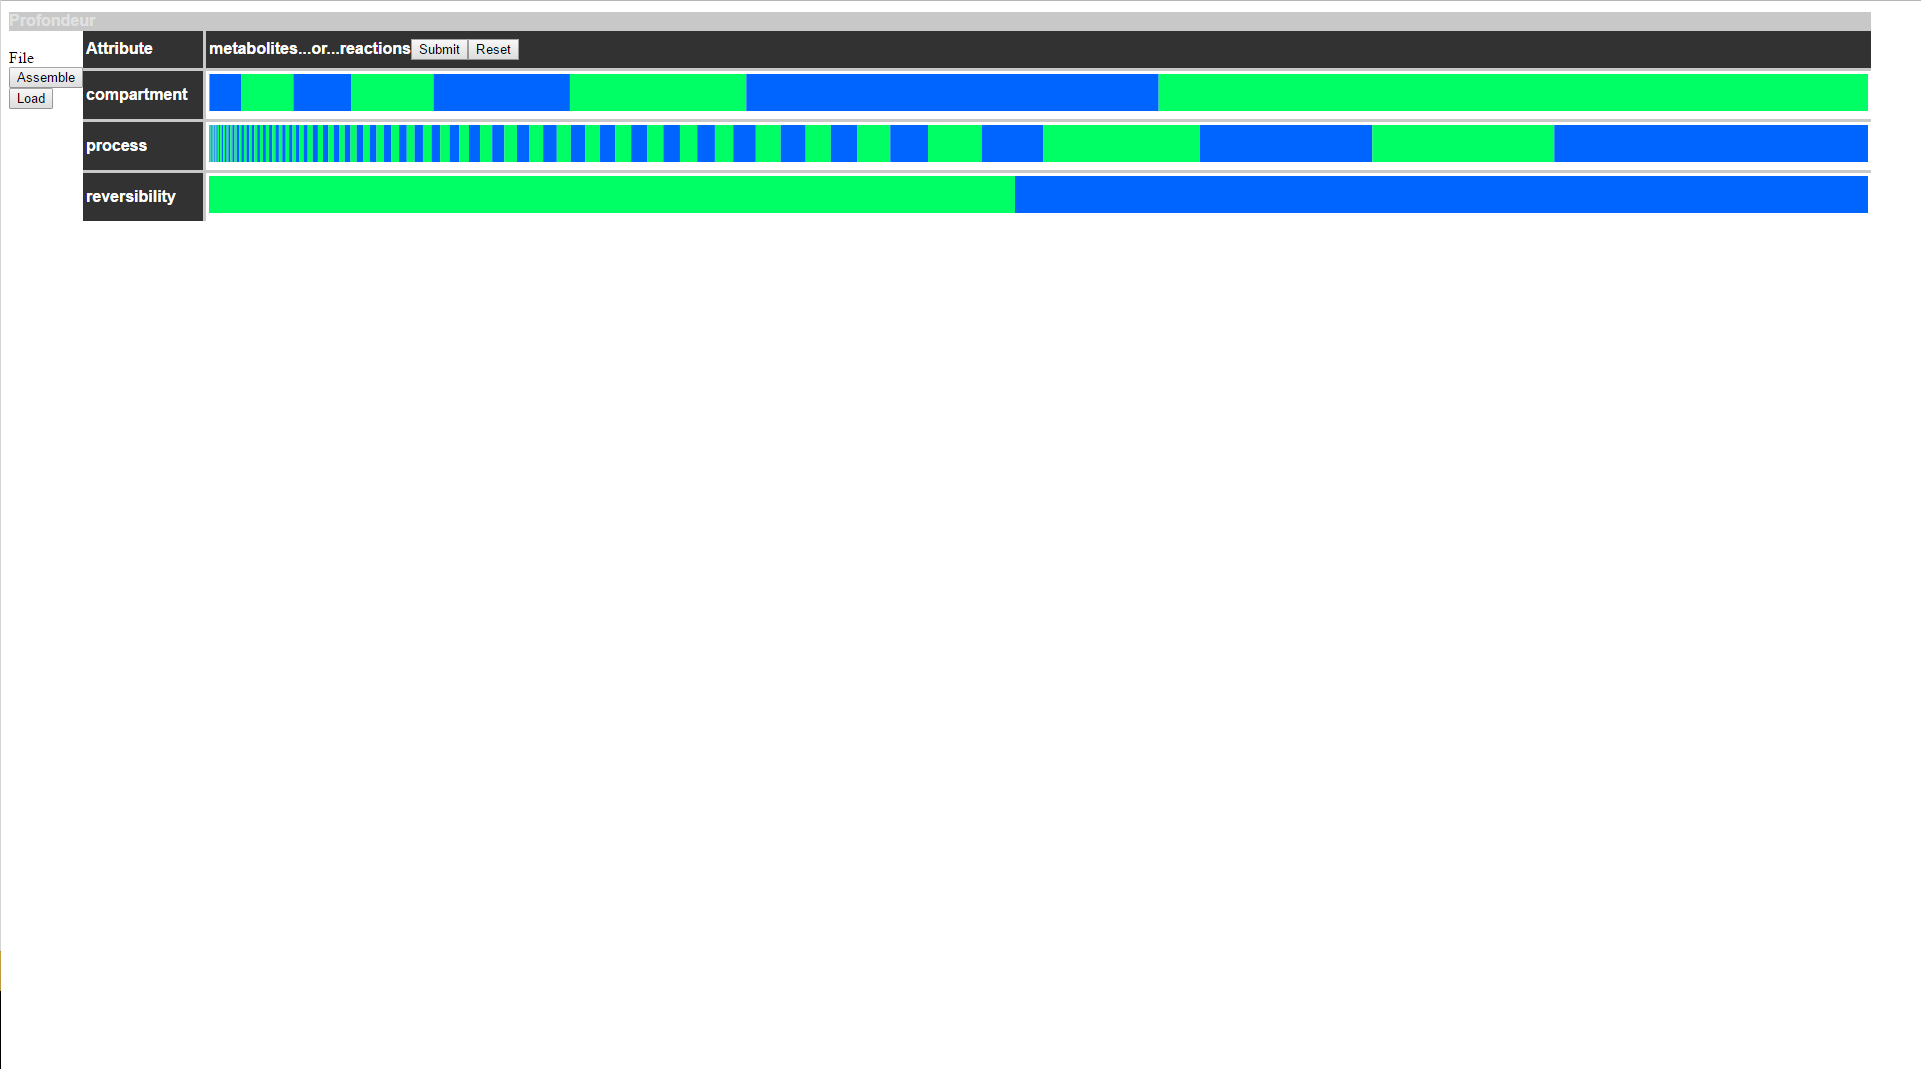 Profondeur
File
Assemble
Load
Attribute
metabolites...or...reactions Submit Reset
compartment
process
reversibility